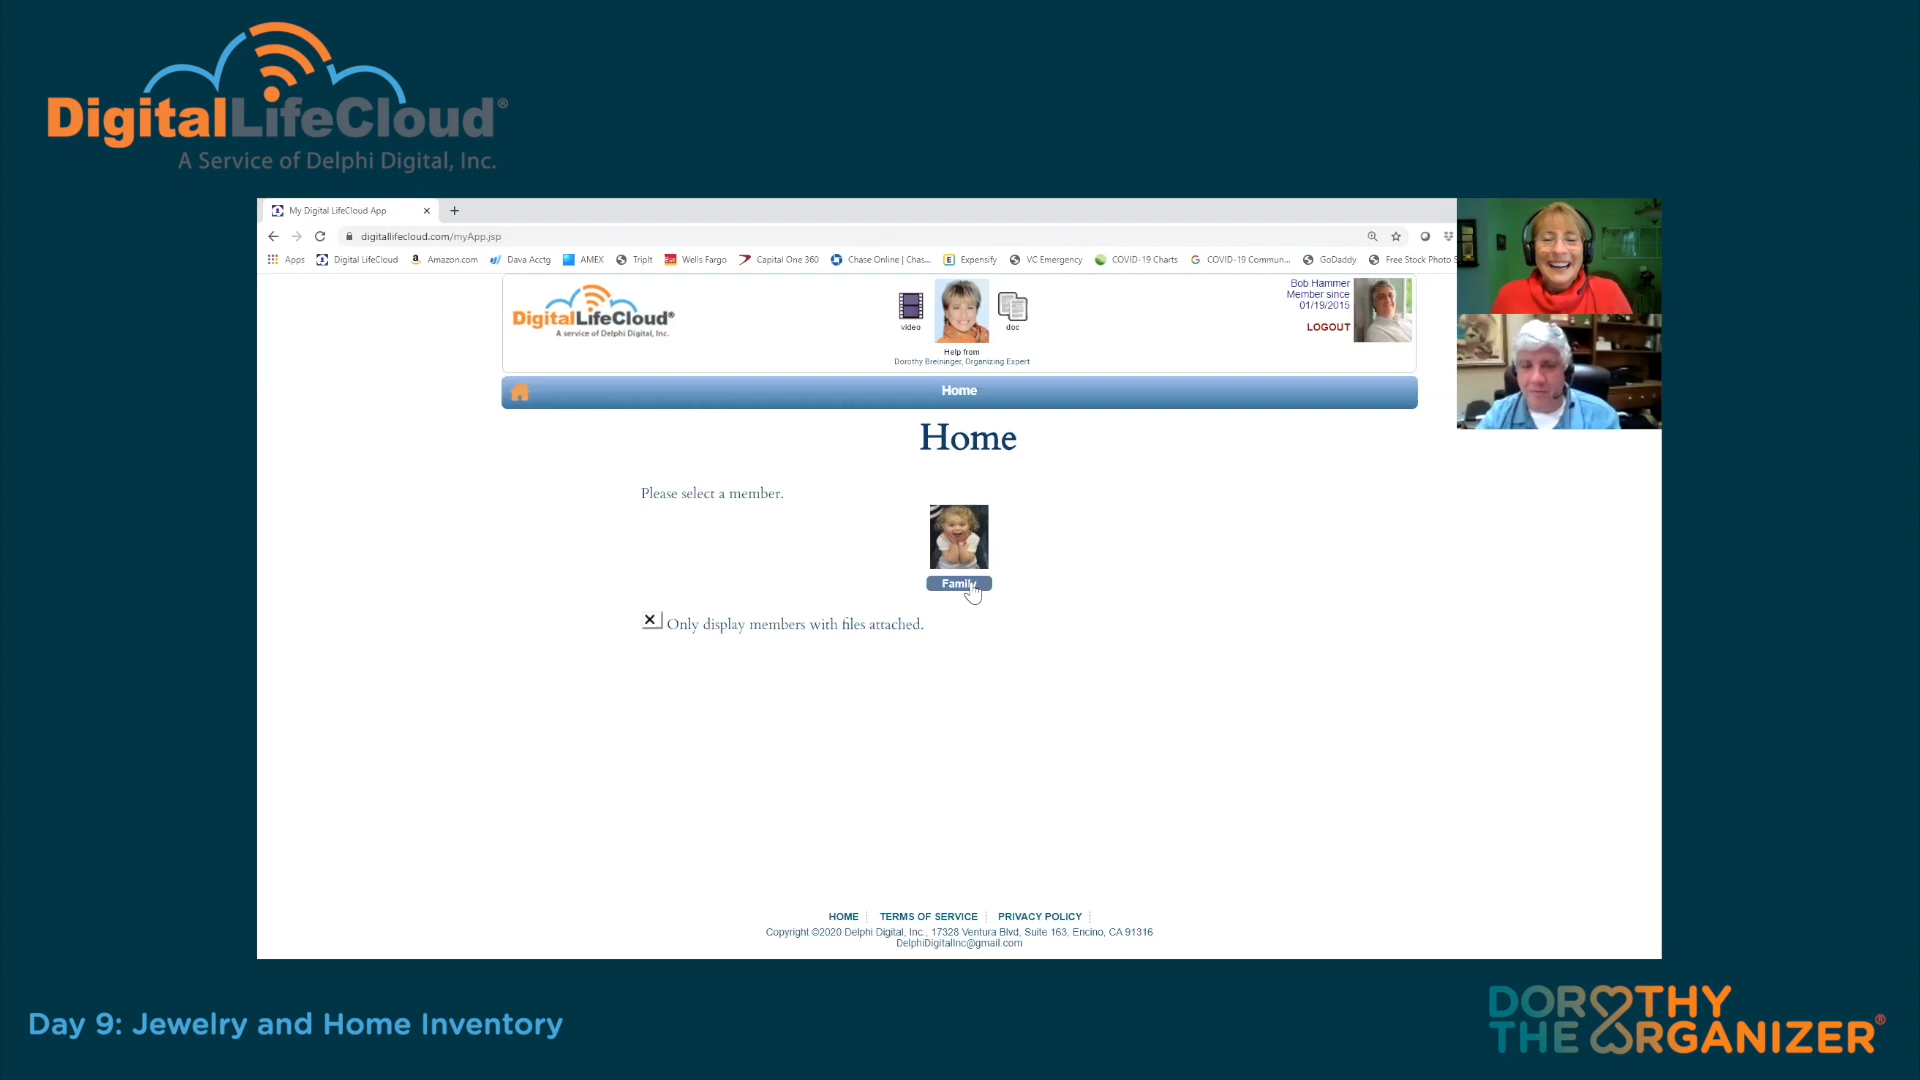 DigitalLifeCloud®
A Service of Delphi Digital, Inc.
My Digital LifeCloud App
digitallifecloud.com/myApp.jsp
Apps Digital LifeCloud Amazon.com Dava Acctg AMEX TripIt Wells Fargo Capital One 360 Chase Online | Chas... Expensify VC Emergency COVID-19 Charts COVID-19 Commun... GoDaddy Free Stock Photo S
DigitalLifeCloud®
A service of Delphi Digital, Inc.
video
doc
Help from
Dorothy Breininger, Organizing Expert
Bob Hammer
Member since
01/19/2015
LOGOUT
Home
Home
Please select a member.
Family
Only display members with files attached.
HOME TERMS OF SERVICE PRIVACY POLICY
Copyright ©2020 Delphi Digital, Inc., 17328 Ventura Blvd, Suite 163, Encino, CA 91316
DelphiDigitalInc@gmail.com
Day 9: Jewelry and Home Inventory
DOROTHY
THE ORGANIZER®